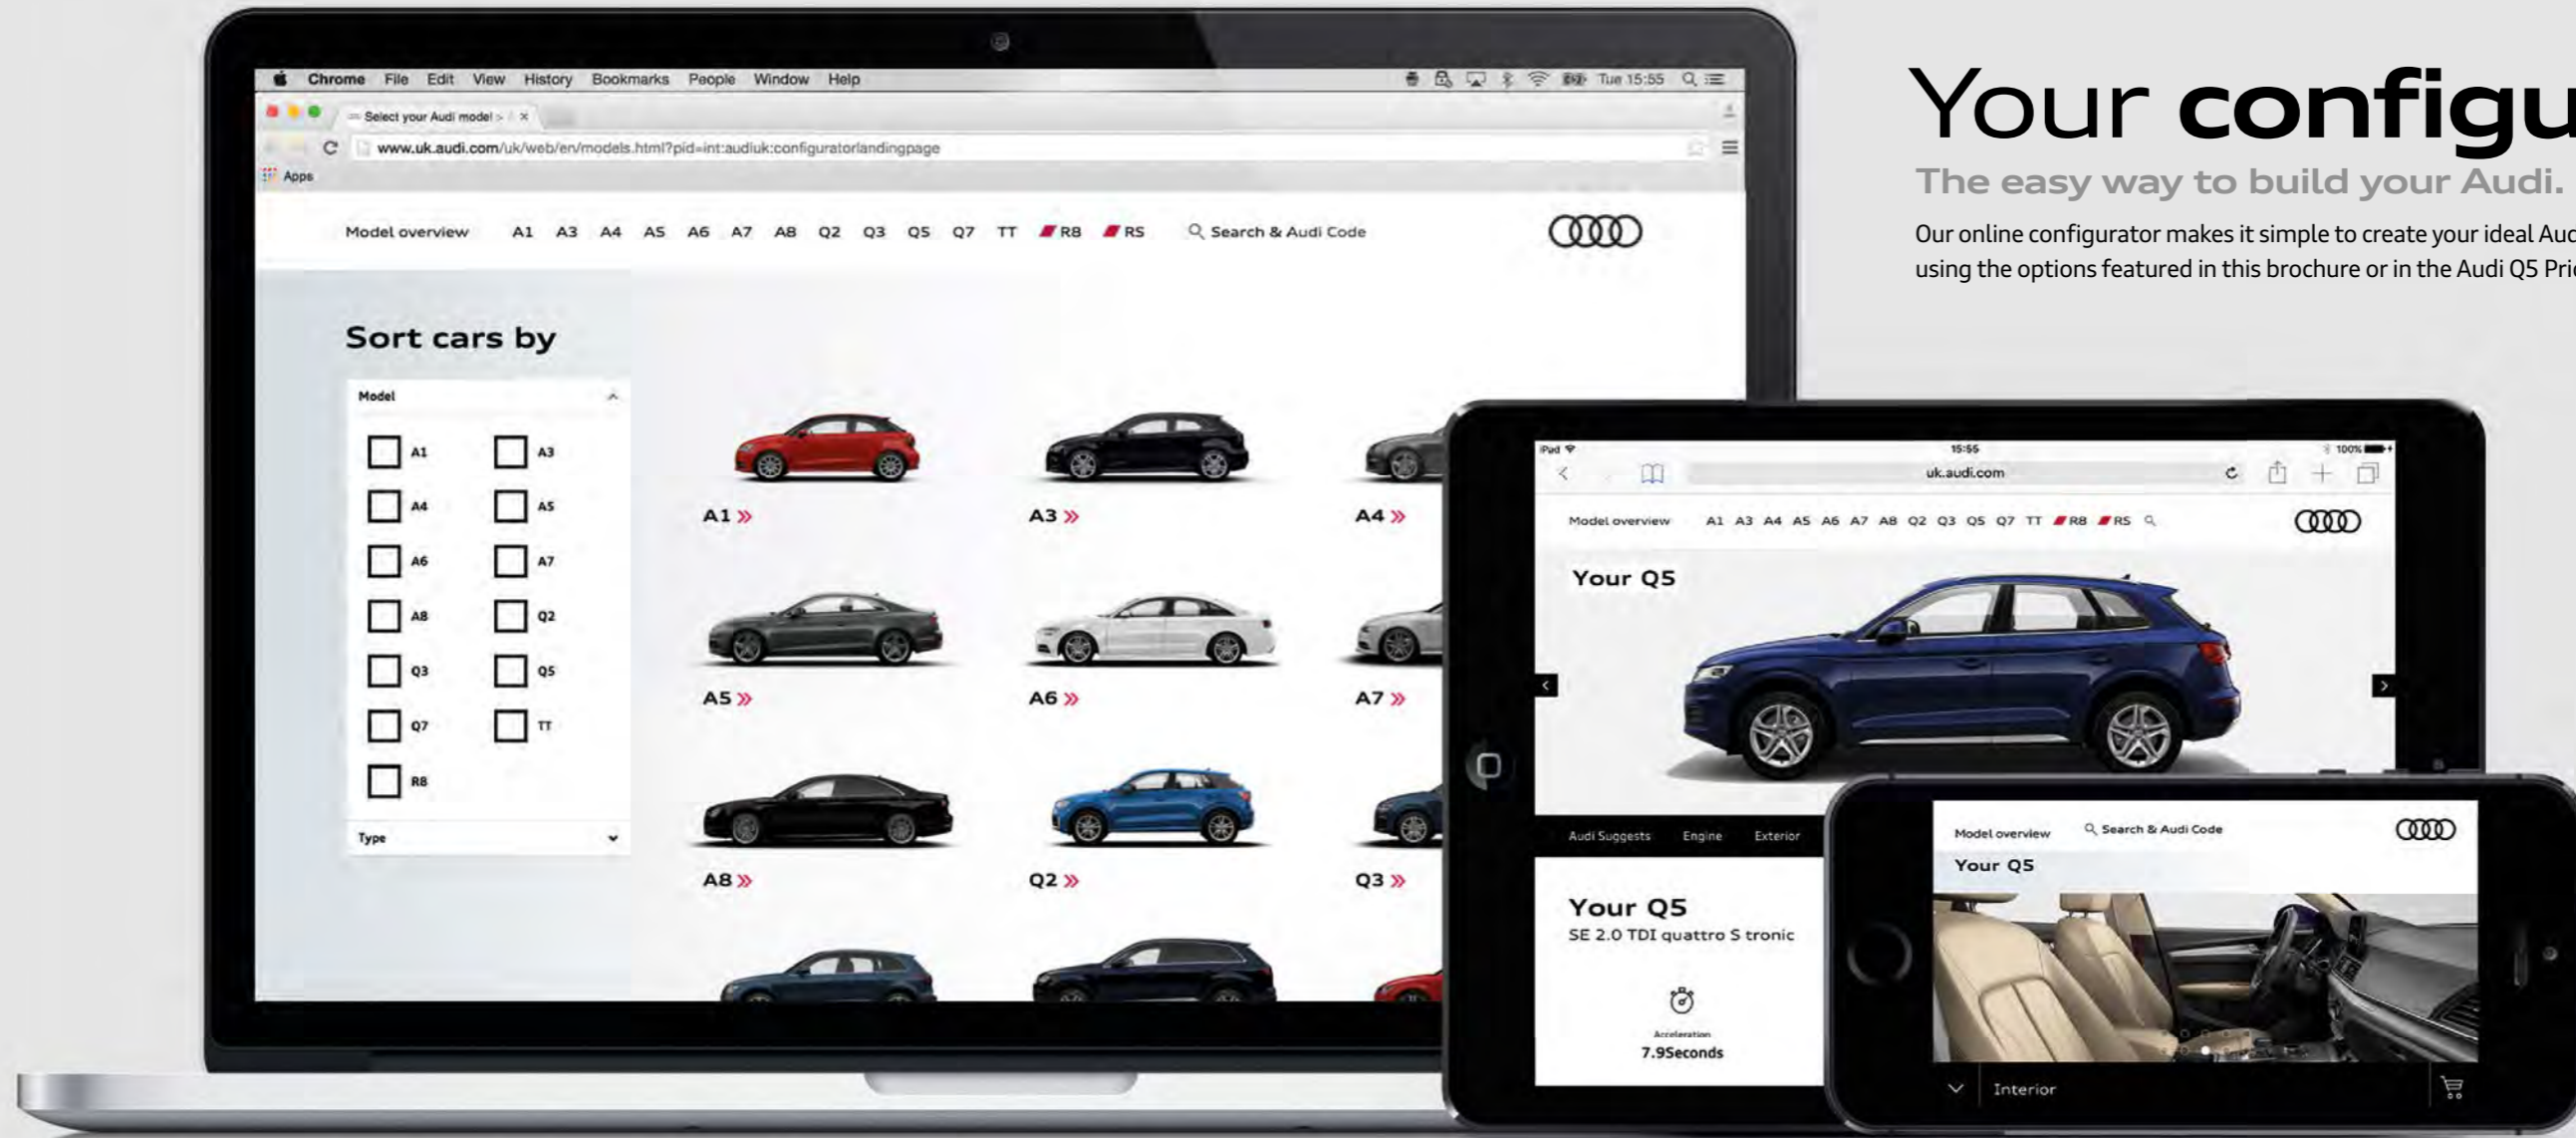 Chrome File Edit View History Bookmarks People Window Help
Tue 15:55
Select your Audi model >
www.uk.audi.com/uk/web/en/models.html?pid=int:audiuk:configuratorlandingpage
Apps
Model overview A1 A3 A4 A5 A6 A7 A8 Q2 Q3 Q5 Q7 TT R8 RS Search & Audi Code
Sort cars by
Model
A1 A3
A4 A5
A6 A7
A8 Q2
Q3 Q5
Q7 TT
R8
Type
A1 » A3 » A4 »
A5 » A6 » A7 »
A8 » Q2 » Q3 »
Your configu
The easy way to build your Audi.
Our online configurator makes it simple to create your ideal Aud
using the options featured in this brochure or in the Audi Q5 Pric
iPad 15:55 100%
uk.audi.com
Model overview A1 A3 A4 A5 A6 A7 A8 Q2 Q3 Q5 Q7 TT R8 RS
Your Q5
Audi Suggests Engine Exterior
Your Q5
SE 2.0 TDI quattro S tronic
Acceleration
7.9Seconds
Model overview Search & Audi Code
Your Q5
Interior